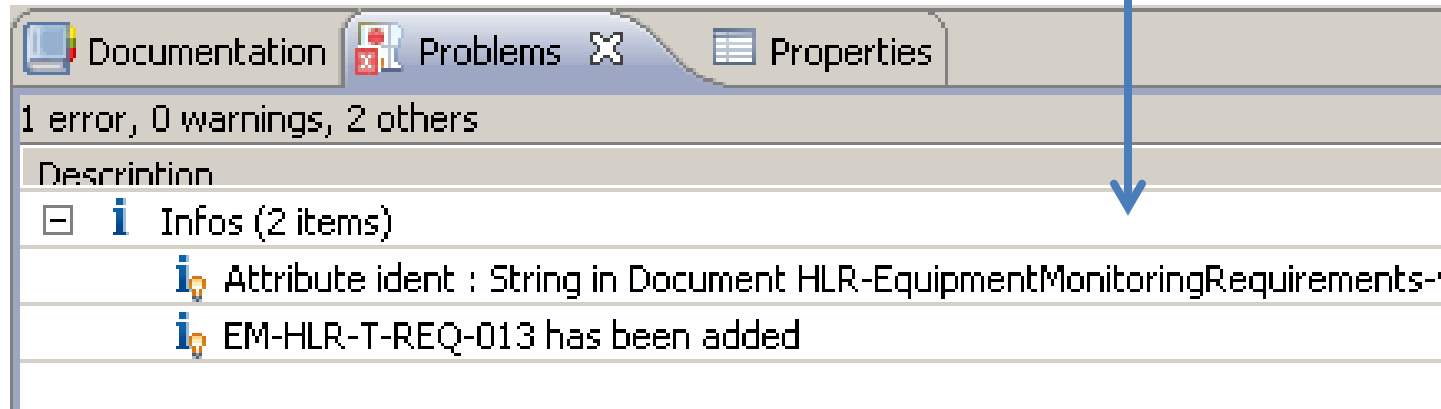 Documentation Problems Properties
1 error, 0 warnings, 2 others
Description
Infos (2 items)
Attribute ident : String in Document HLR-EquipmentMonitoringRequirements-
EM-HLR-T-REQ-013 has been added